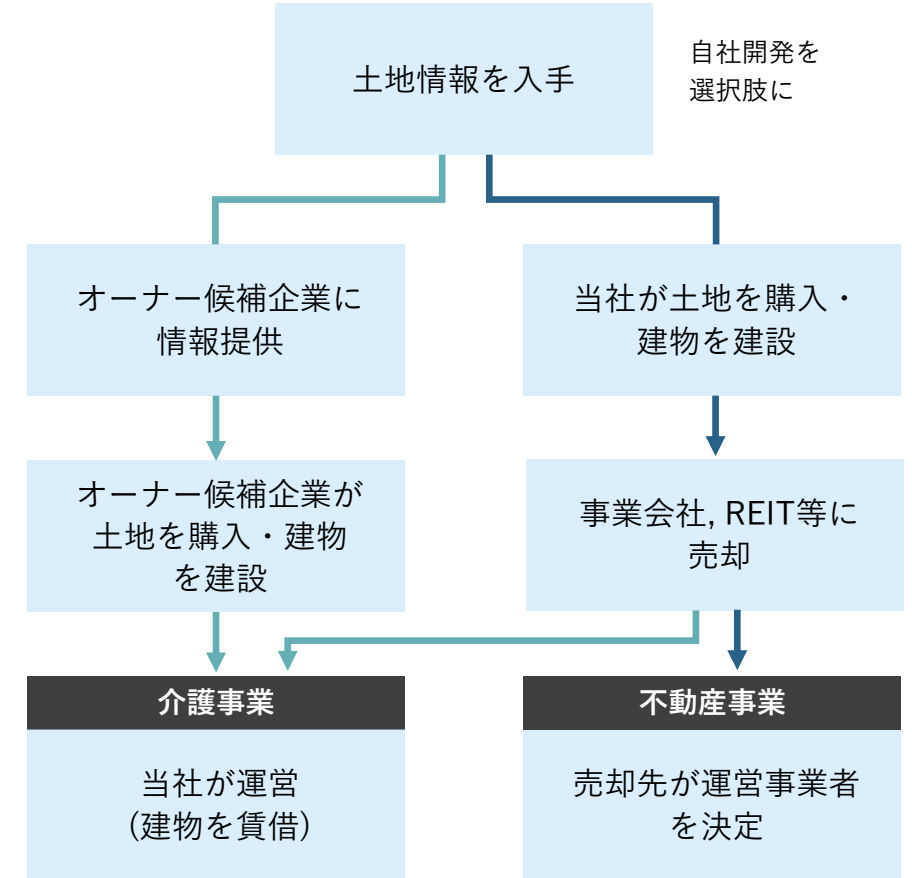 土地情報を入手
自社開発を
選択肢に
オーナー候補企業に
情報提供
当社が土地を購入・
建物を建設
オーナー候補企業が
土地を購入・建物
を建設
事業会社, REIT等に
売却
介護事業
不動産事業
当社が運営
(建物を賃借)
売却先が運営事業者
を決定